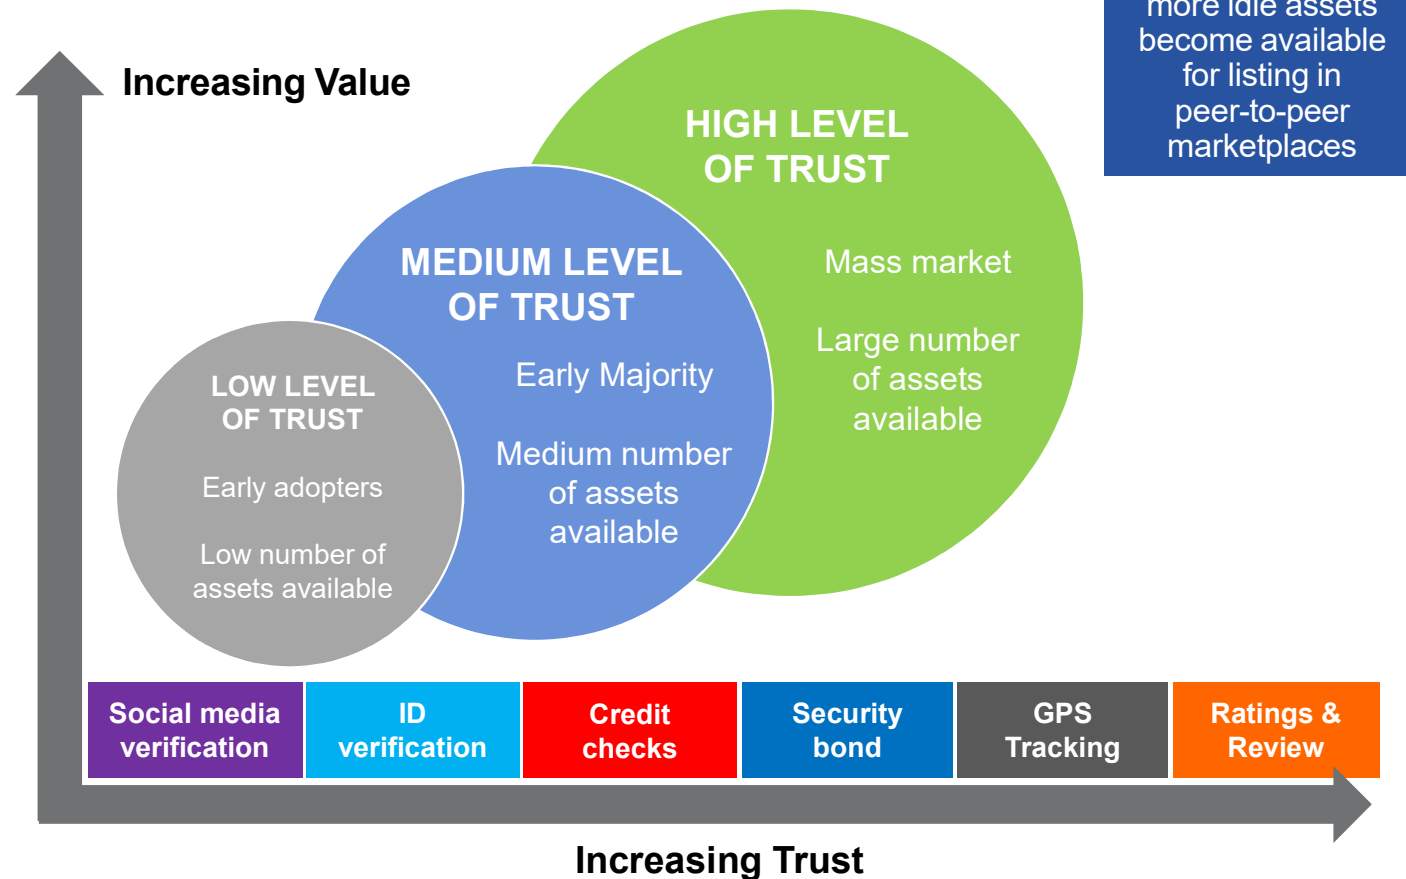 more idle assets
become available
for listing in
peer-to-peer
marketplaces
Increasing Value
HIGH LEVEL
OF TRUST
Mass market
Large number
of assets
available
MEDIUM LEVEL
OF TRUST
Early Majority
Medium number
of assets
available
LOW LEVEL
OF TRUST
Early adopters
Low number of
assets available
Social media
verification
ID
verification
Credit
checks
Security
bond
GPS
Tracking
Ratings &
Review
Increasing Trust